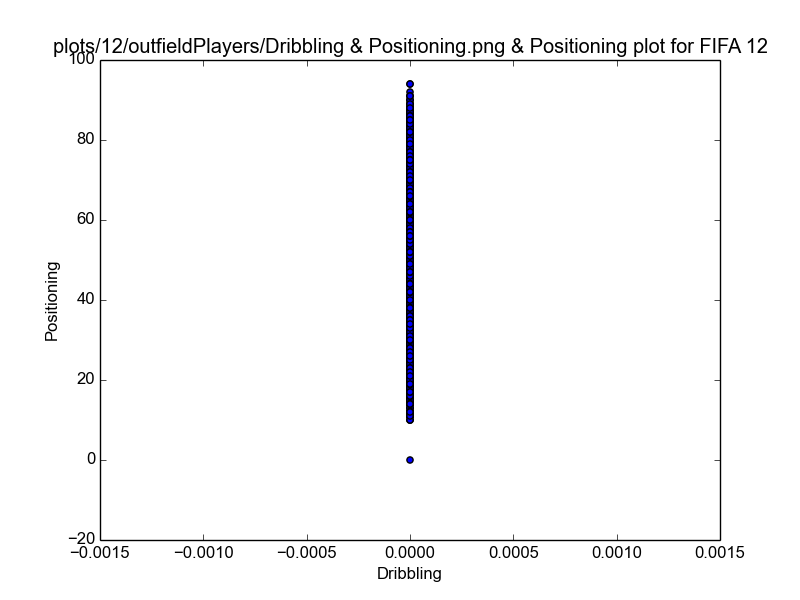 plots/12/outfieldPlayers/Dribbling & Positioning.png & Positioning plot for FIFA 12
100
80
60
40
20
0
−20
Positioning
−0.0015 −0.0010 −0.0005 0.0000 0.0005 0.0010 0.0015
Dribbling